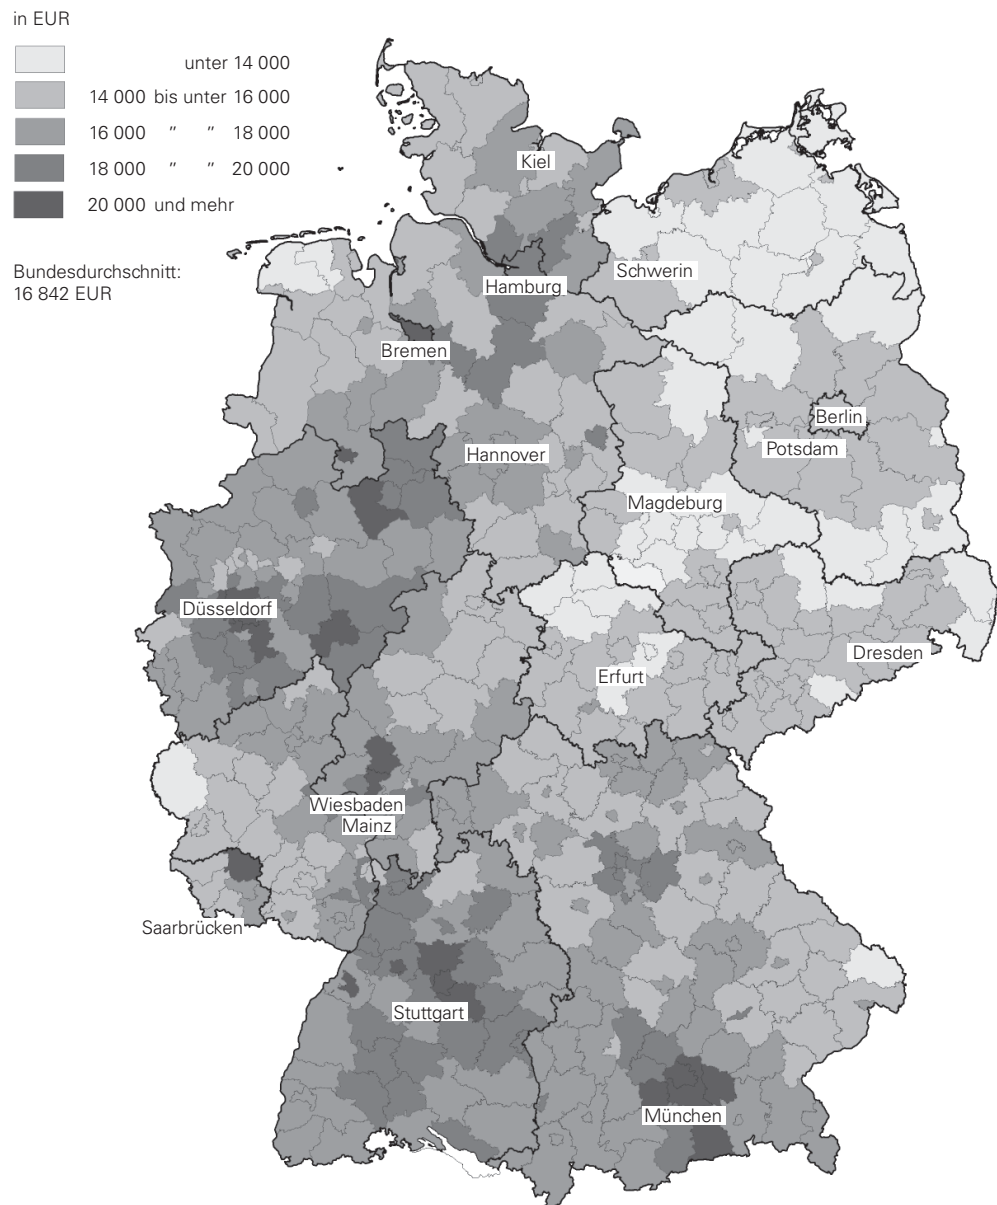 in EUR
unter 14 000
14 000 bis unter 16 000
16 000 " " 18 000
18 000 " " 20 000
20 000 und mehr
Bundesdurchschnitt:
16 842 EUR
Kiel
Schwerin
Hamburg
Bremen
Berlin
Hannover
Potsdam
Magdeburg
Düsseldorf
Dresden
Erfurt
Wiesbaden
Mainz
Saarbrücken
Stuttgart
München